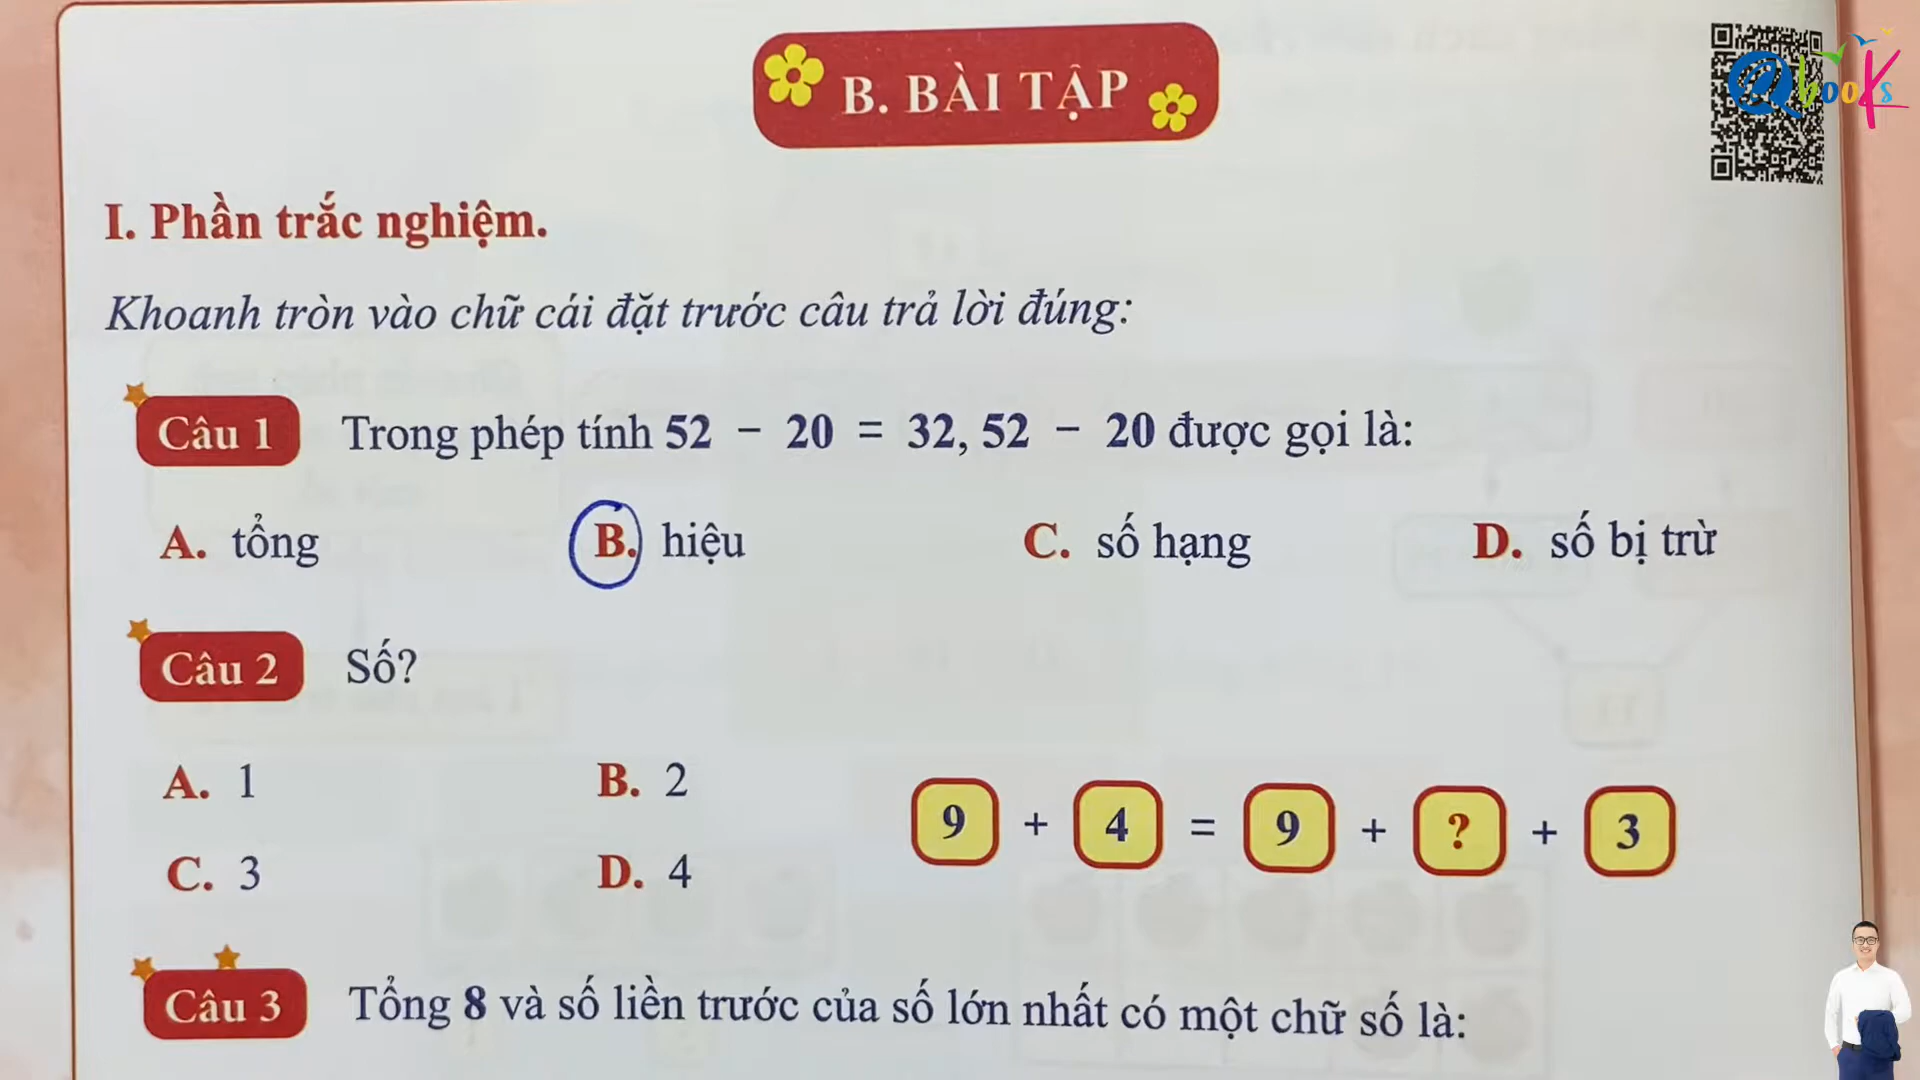 B. BÀI TẬP
Qbooks
I. Phần trắc nghiệm.
Khoanh tròn vào chữ cái đặt trước câu trả lời đúng:
Câu 1 Trong phép tính 52 - 20 = 32, 52 - 20 được gọi là:
A. tổng B. hiệu C. số hạng D. số bị trừ
Câu 2 Số?
A. 1 B. 2
9 + 4 = 9 + ? + 3
C. 3 D. 4
Câu 3 Tổng 8 và số liền trước của số lớn nhất có một chữ số là: